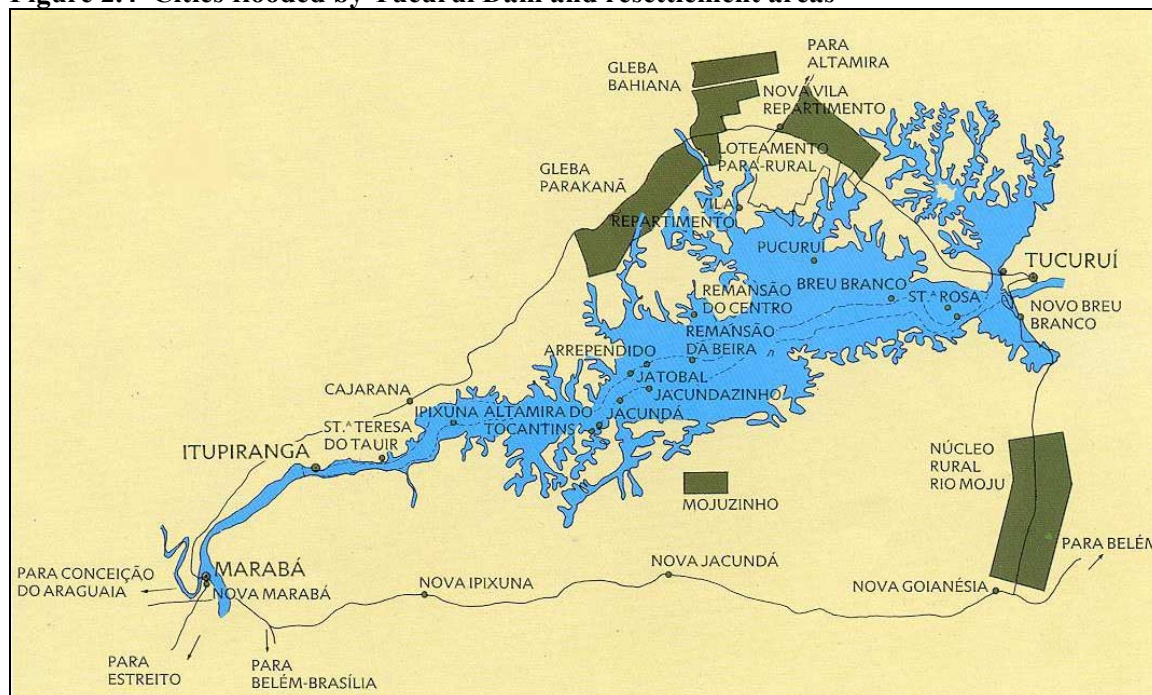 Figure 2.4 Cities flooded by Tucuruí Dam and resettlement areas
PARA
ALTAMIRA
GLEBA
BAHIANA
NOVA VILA
REPARTIMENTO
LOTEAMENTO
PARA-RURAL
GLEBA
PARAKANÃ
VILA
REPARTIMENTO
PUCURUÍ
TUCURUÍ
BREU BRANCO
ST.A ROSA
NOVO BREU
BRANCO
REMANSÃO
DO CENTRO
REMANSÃO
DA BEIRA
ARREPENDIDO
JATOBAL
JACUNDAZINHO
CAJARANA
IPIXUNA
ALTAMIRA DO
TOCANTINS
JACUNDÁ
ST.A TERESA
DO TAUIR
ITUPIRANGA
NÚCLEO
RURAL
RIO MOJU
MOJUZINHO
PARA BELÉM
MARABÁ
PARA CONCEIÇÃO
DO ARAGUAIA
NOVA MARABÁ
NOVA IPIXUNA
NOVA JACUNDÁ
NOVA GOIANÉSIA
PARA
ESTREITO
PARA
BELÉM-BRASÍLIA